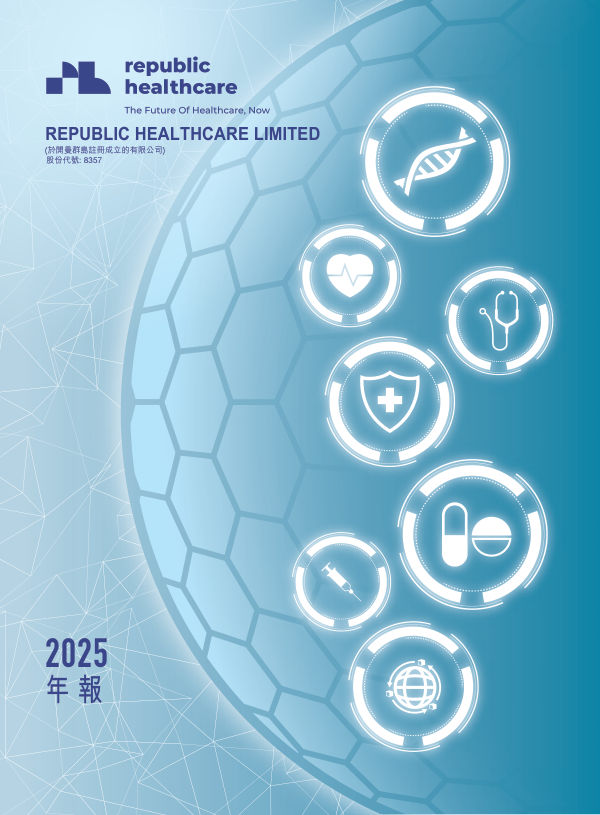 republic
healthcare
The Future Of Healthcare, Now
REPUBLIC HEALTHCARE LIMITED
(於開曼群島註冊成立的有限公司)
股份代號: 8357
2025
年報